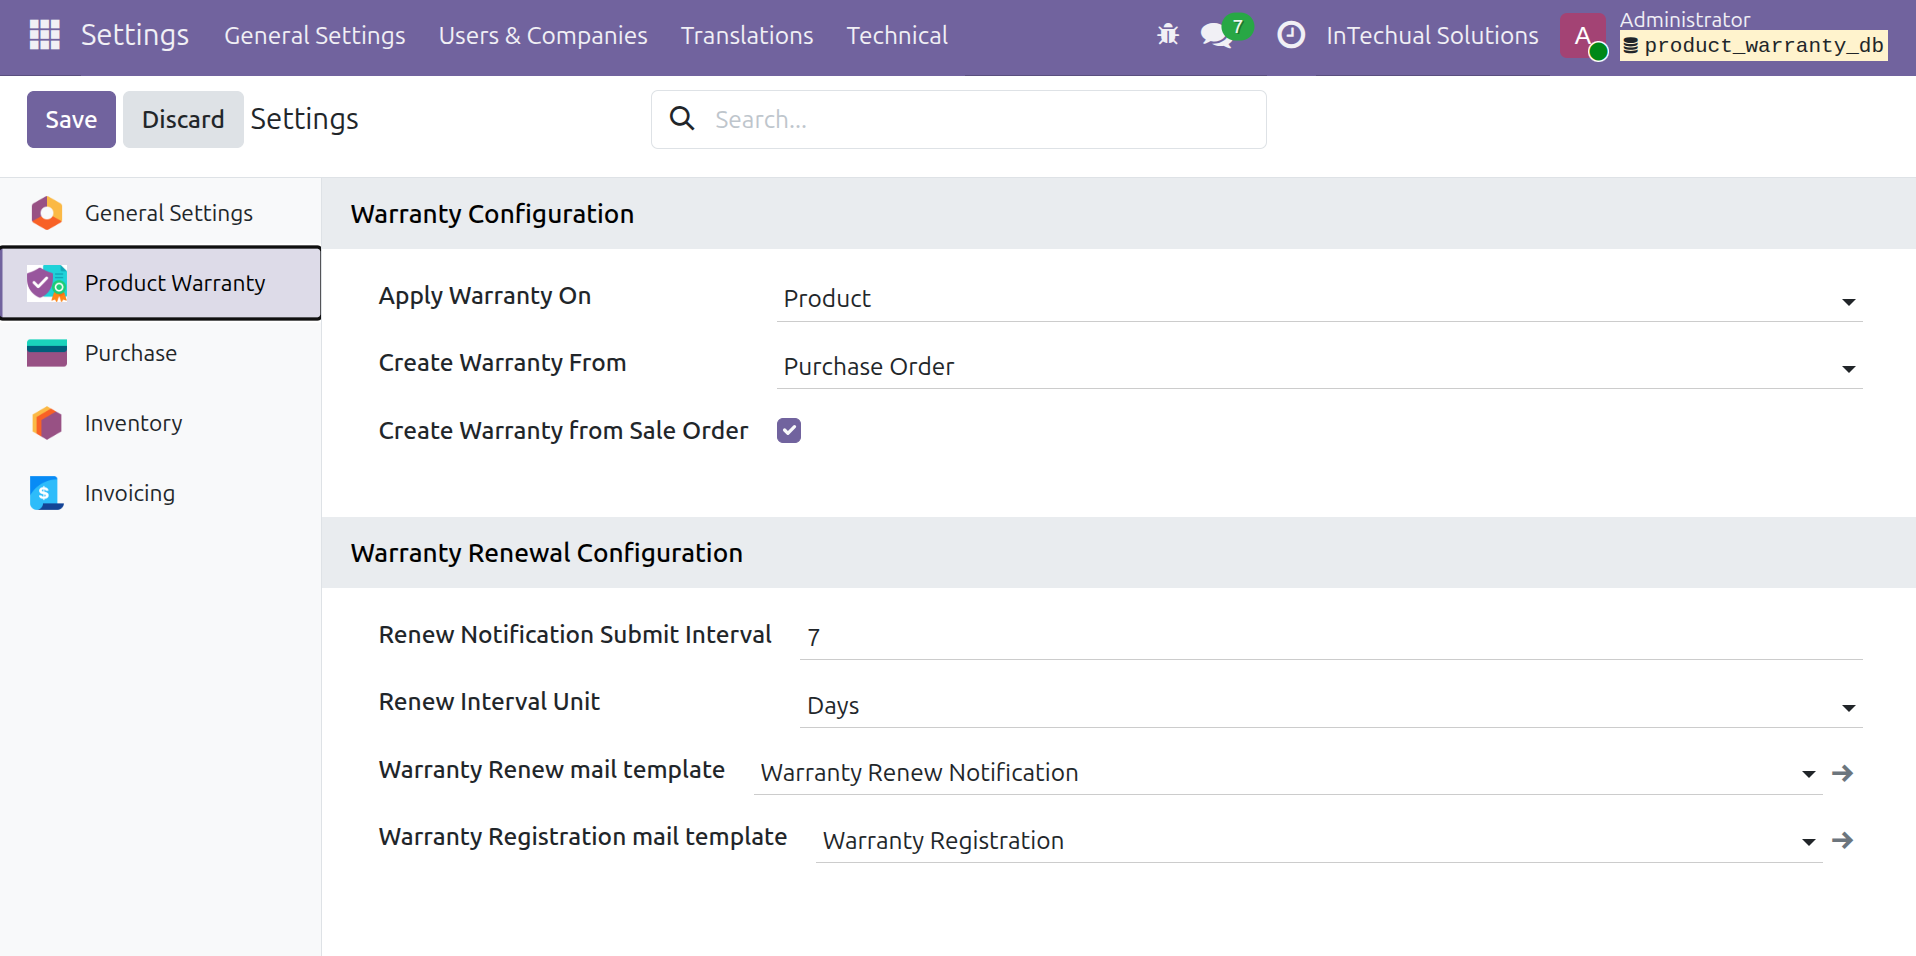 Settings General Settings Users & Companies Translations Technical 7 InTechual Solutions A Administrator
product_warranty_db
Save Discard Settings Search...
General Settings
Product Warranty
Purchase
Inventory
Invoicing
Warranty Configuration
Apply Warranty On Product
Create Warranty From Purchase Order
Create Warranty from Sale Order
Warranty Renewal Configuration
Renew Notification Submit Interval 7
Renew Interval Unit Days
Warranty Renew mail template Warranty Renew Notification
Warranty Registration mail template Warranty Registration